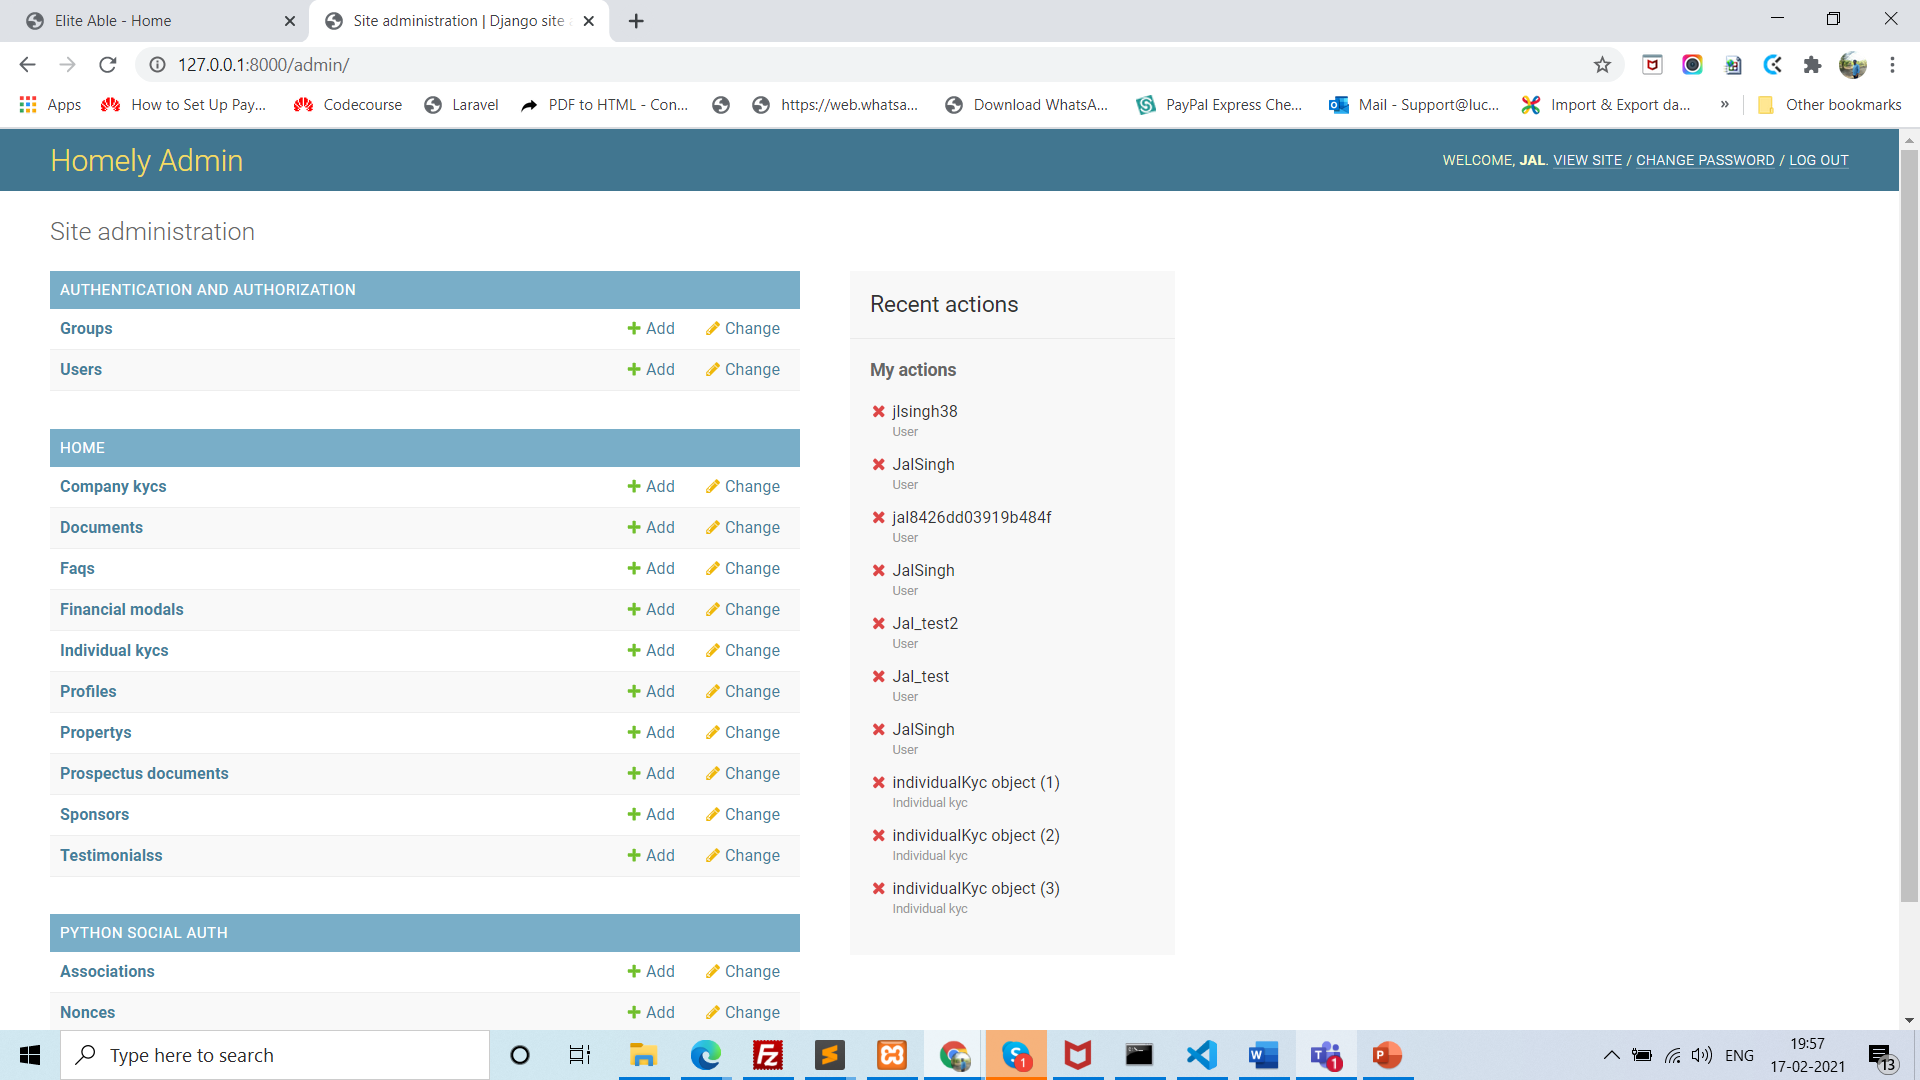 Elite Able - Home
Site administration | Django site a
127.0.0.1:8000/admin/
Apps
How to Set Up Pay...
Codecourse
Laravel
PDF to HTML - Con...
https://web.whatsa...
Download WhatsA...
PayPal Express Che...
Mail - Support@luc...
Import & Export da...
»
Other bookmarks
Homely Admin
WELCOME, JAL. VIEW SITE / CHANGE PASSWORD / LOG OUT
Site administration
AUTHENTICATION AND AUTHORIZATION
Groups Add Change
Users Add Change
HOME
Company kycs Add Change
Documents Add Change
Faqs Add Change
Financial modals Add Change
Individual kycs Add Change
Profiles Add Change
Propertys Add Change
Prospectus documents Add Change
Sponsors Add Change
Testimonialss Add Change
PYTHON SOCIAL AUTH
Associations Add Change
Nonces Add Change
Recent actions
My actions
jlsingh38
User
JalSingh
User
jal8426dd03919b484f
User
JalSingh
User
Jal_test2
User
Jal_test
User
JalSingh
User
individualKyc object (1)
Individual kyc
individualKyc object (2)
Individual kyc
individualKyc object (3)
Individual kyc
Type here to search
1
1
ENG
19:57
17-02-2021
13